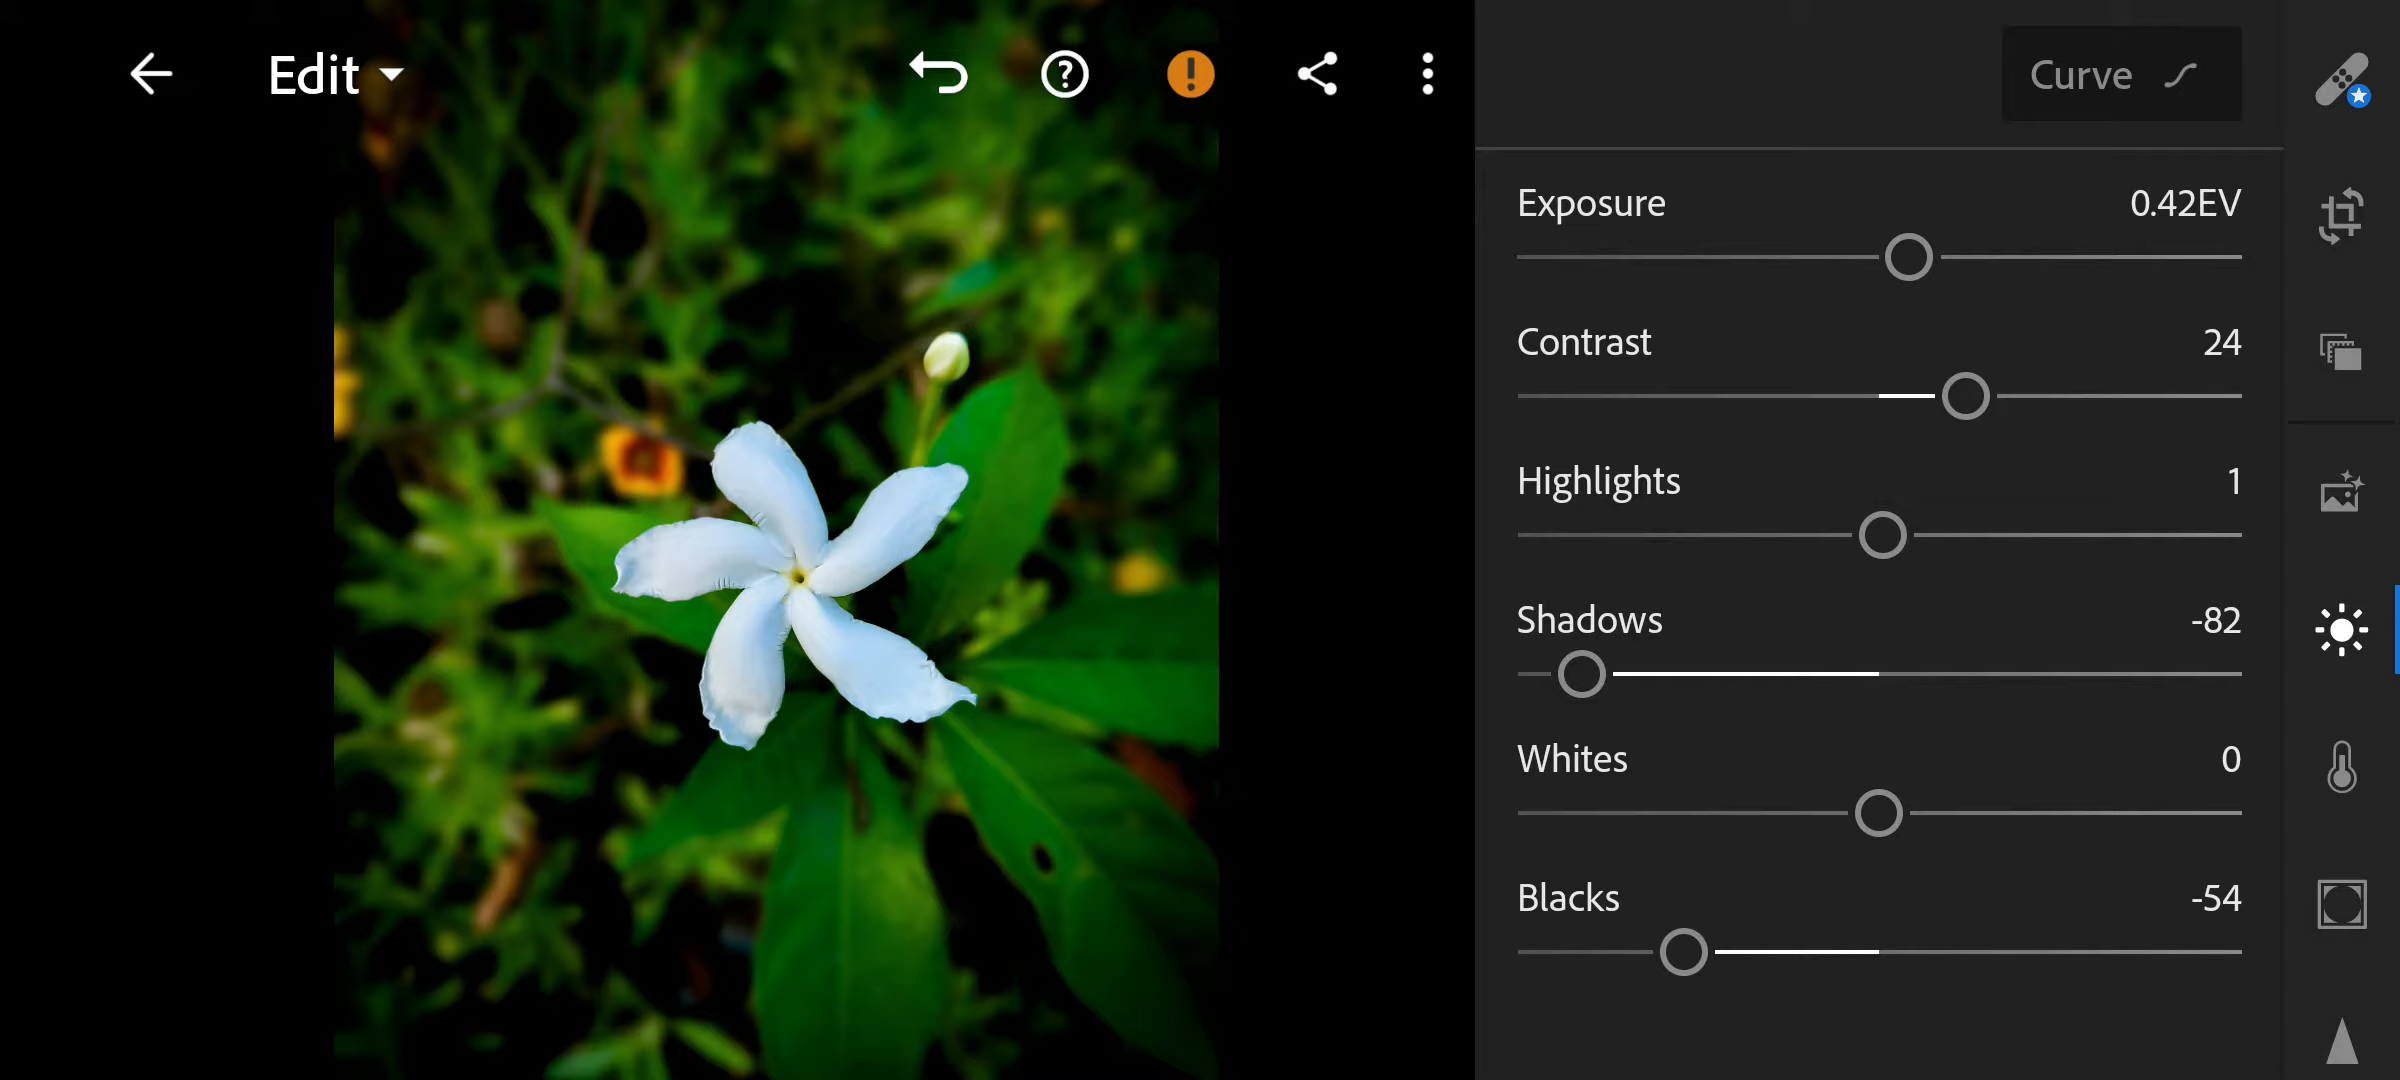 Edit
Curve
Exposure 0.42EV
Contrast 24
Highlights 1
Shadows -82
Whites 0
Blacks -54